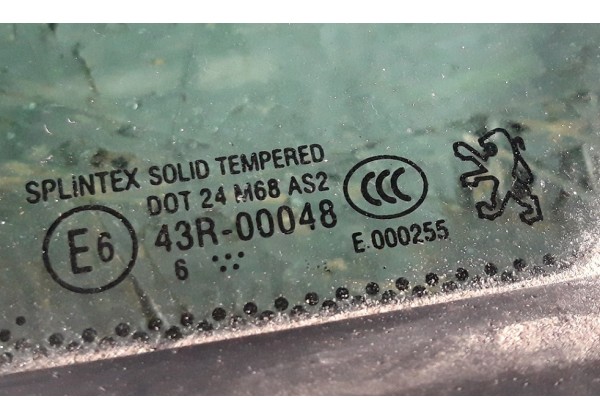 SPLINTEX SOLID TEMPERED
DOT 24 M68 AS2
CCC
E6
43R-00048
E.000255
6